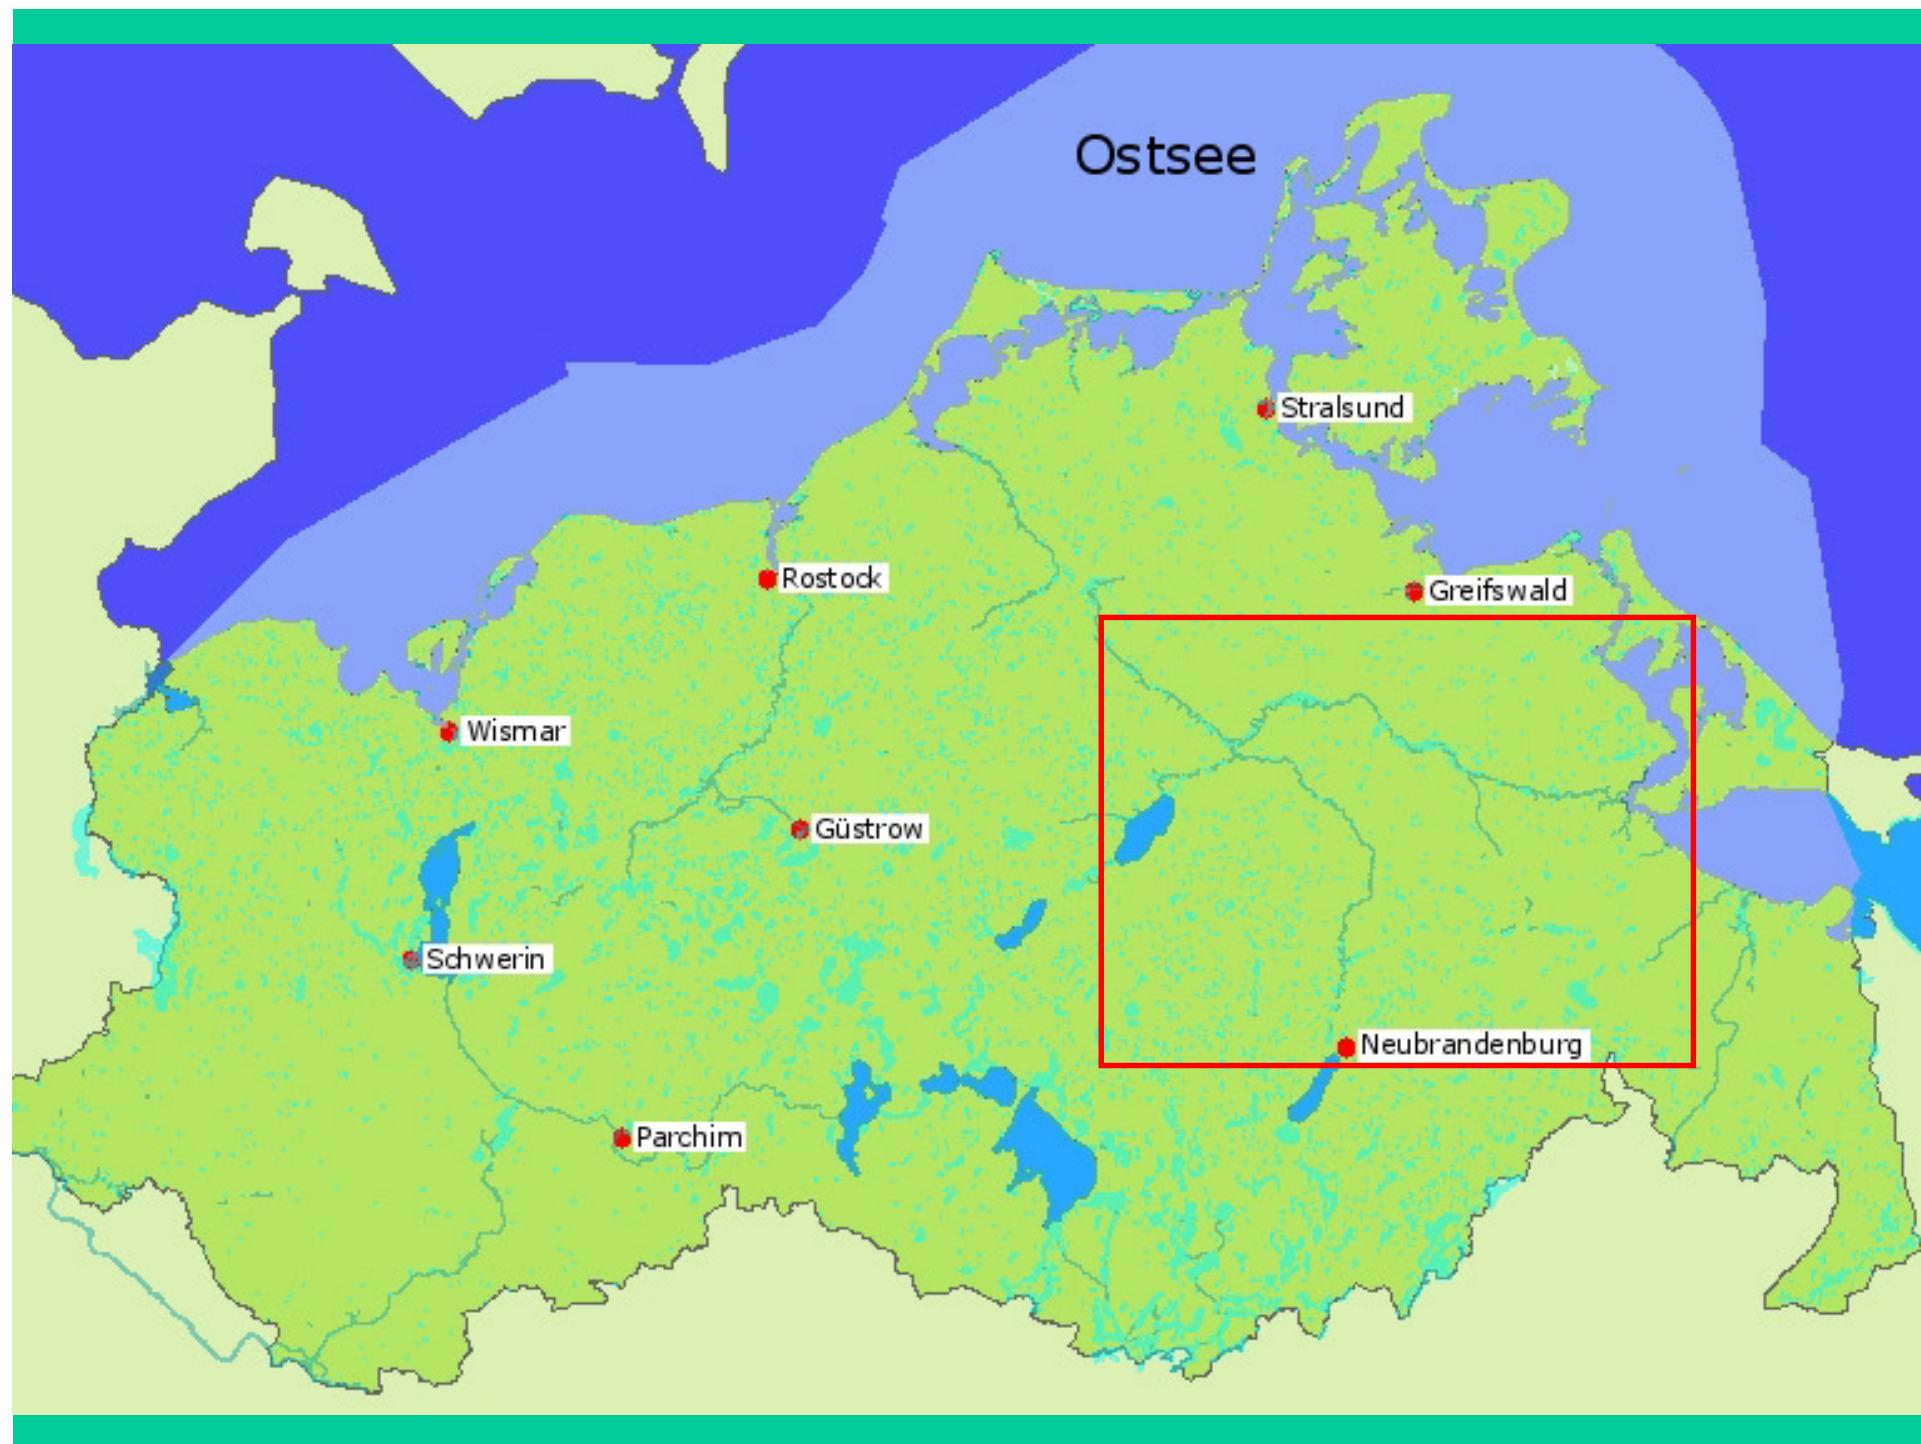 Ostsee
Stralsund
Rostock
Greifswald
Wismar
Güstrow
Schwerin
Neubrandenburg
Parchim